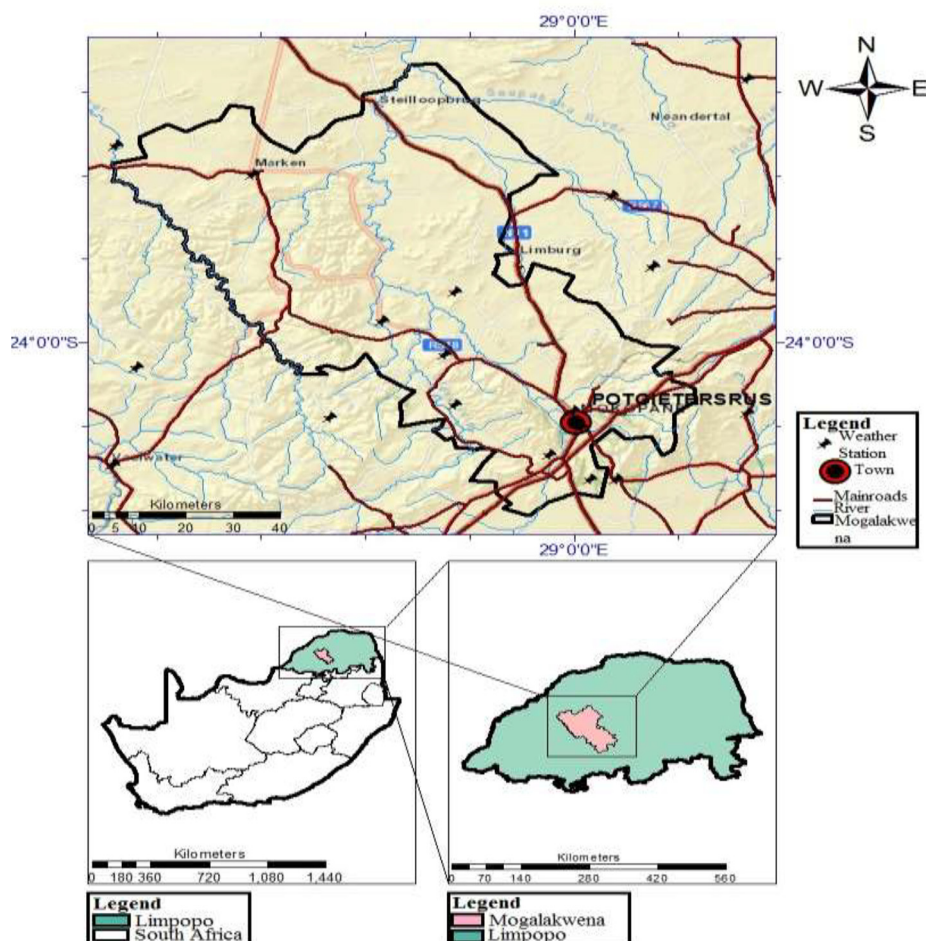 29°0'0"E
N
W E
S
Steilloopbrug
Neandertal
Marken
Limburg
24°0'0"S
24°0'0"S
POTGIETERSRUS
Kilometers
0 5 10 20 30 40
29°0'0"E
Legend
Weather
Station
Town
Mainroads
River
Mogalakwe
na
Kilometers
0 180 360 720 1,080 1,440
Kilometers
0 70 140 280 420 560
Legend
Limpopo
South Africa
Legend
Mogalakwena
Limpopo